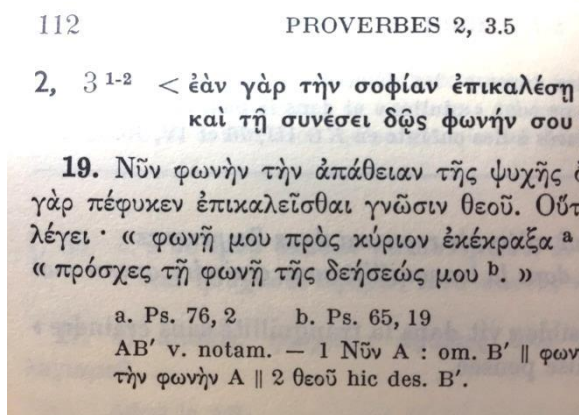 112 PROVERBES 2, 3.5
2, 3 1-2 < ἐὰν γὰρ τὴν σοφίαν ἐπικαλέσῃ
καὶ τῇ συνέσει δῷς φωνήν σου
19. Νῦν φωνὴν τὴν ἀπάθειαν τῆς ψυχῆς
γὰρ πέφυκεν ἐπικαλεῖσθαι γνῶσιν θεοῦ. Οὕτ
λέγει · « φωνῇ μου πρὸς κύριον ἐκέκραξα a
« πρόσχες τῇ φωνῇ τῆς δεήσεώς μου b. »
a. Ps. 76, 2 b. Ps. 65, 19
AB′ v. notam. — 1 Νῦν A : om. B′ ‖ φων
τὴν φωνὴν A ‖ 2 θεοῦ hic des. B′.